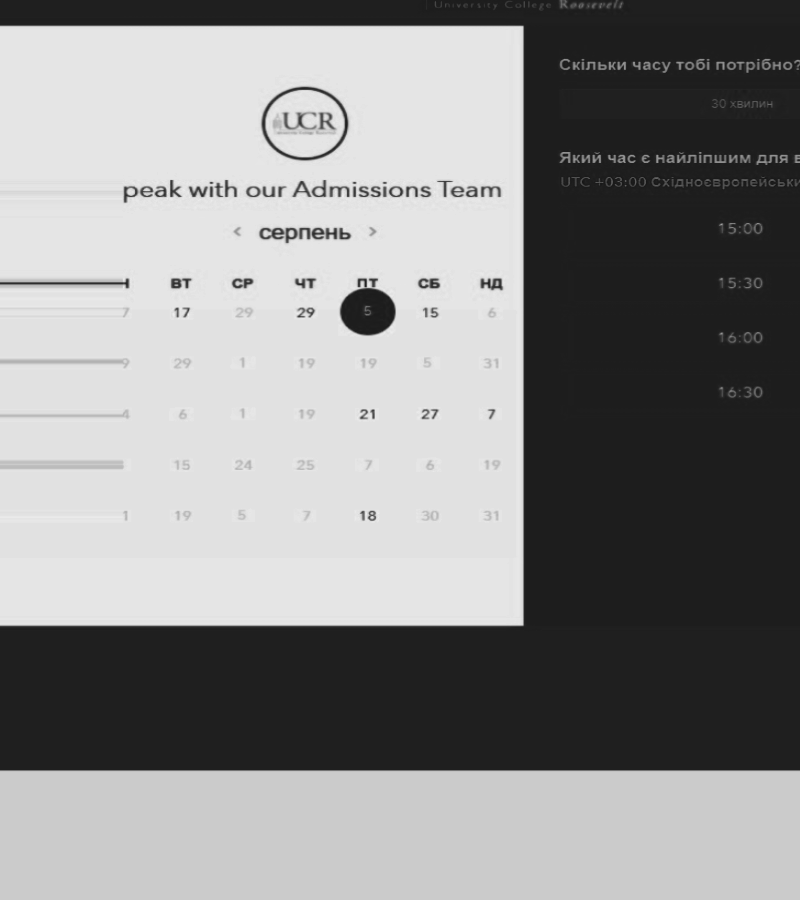 University College Roosevelt
UCR
peak with our Admissions Team
< серпень >
ВТ СР ЧТ ПТ СБ НД
7 17 29 29 5 15 6
9 29 1 19 19 5 31
4 6 1 19 21 27 7
15 24 25 7 6 19
1 19 5 7 18 30 31
Скільки часу тобі потрібно?
30 хвилин
Який час є найліпшим для в
UTC +03:00 Східноєвропейськи
15:00
15:30
16:00
16:30